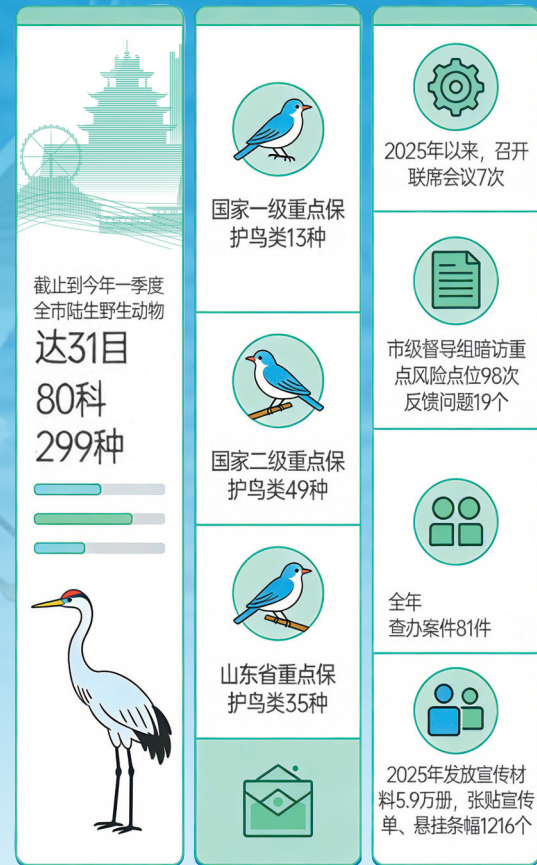 截止到今年一季度
全市陆生野生动物
达31目
80科
299种
国家一级重点保
护鸟类13种
国家二级重点保
护鸟类49种
山东省重点保
护鸟类35种
2025年以来，召开
联席会议7次
市级督导组暗访重
点风险点位98次
反馈问题19个
全年
查办案件81件
2025年发放宣传材
料5.9万册，张贴宣传
单、悬挂条幅1216个